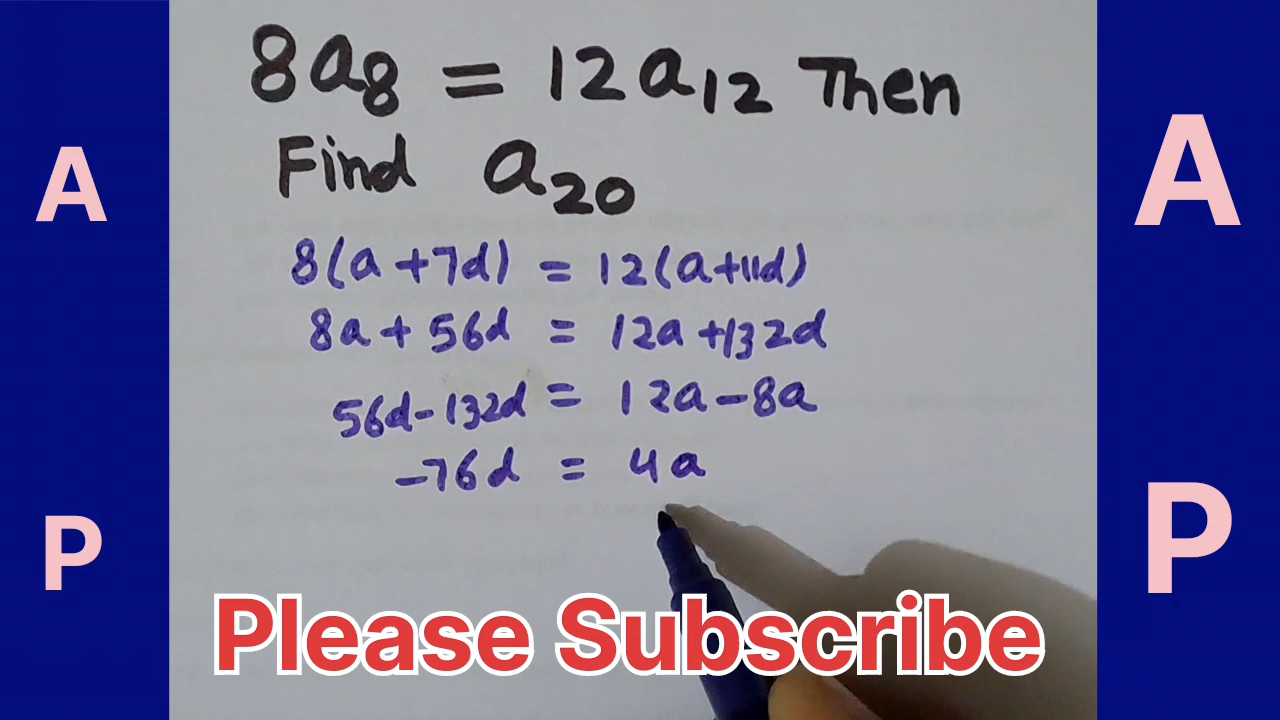 8a₈ = 12a₁₂ Then
Find a₂₀
8(a+7d) = 12(a+11d)
8a+56d = 12a+132d
56d-132d = 12a-8a
-76d = 4a
A
P
A
P
Please Subscribe